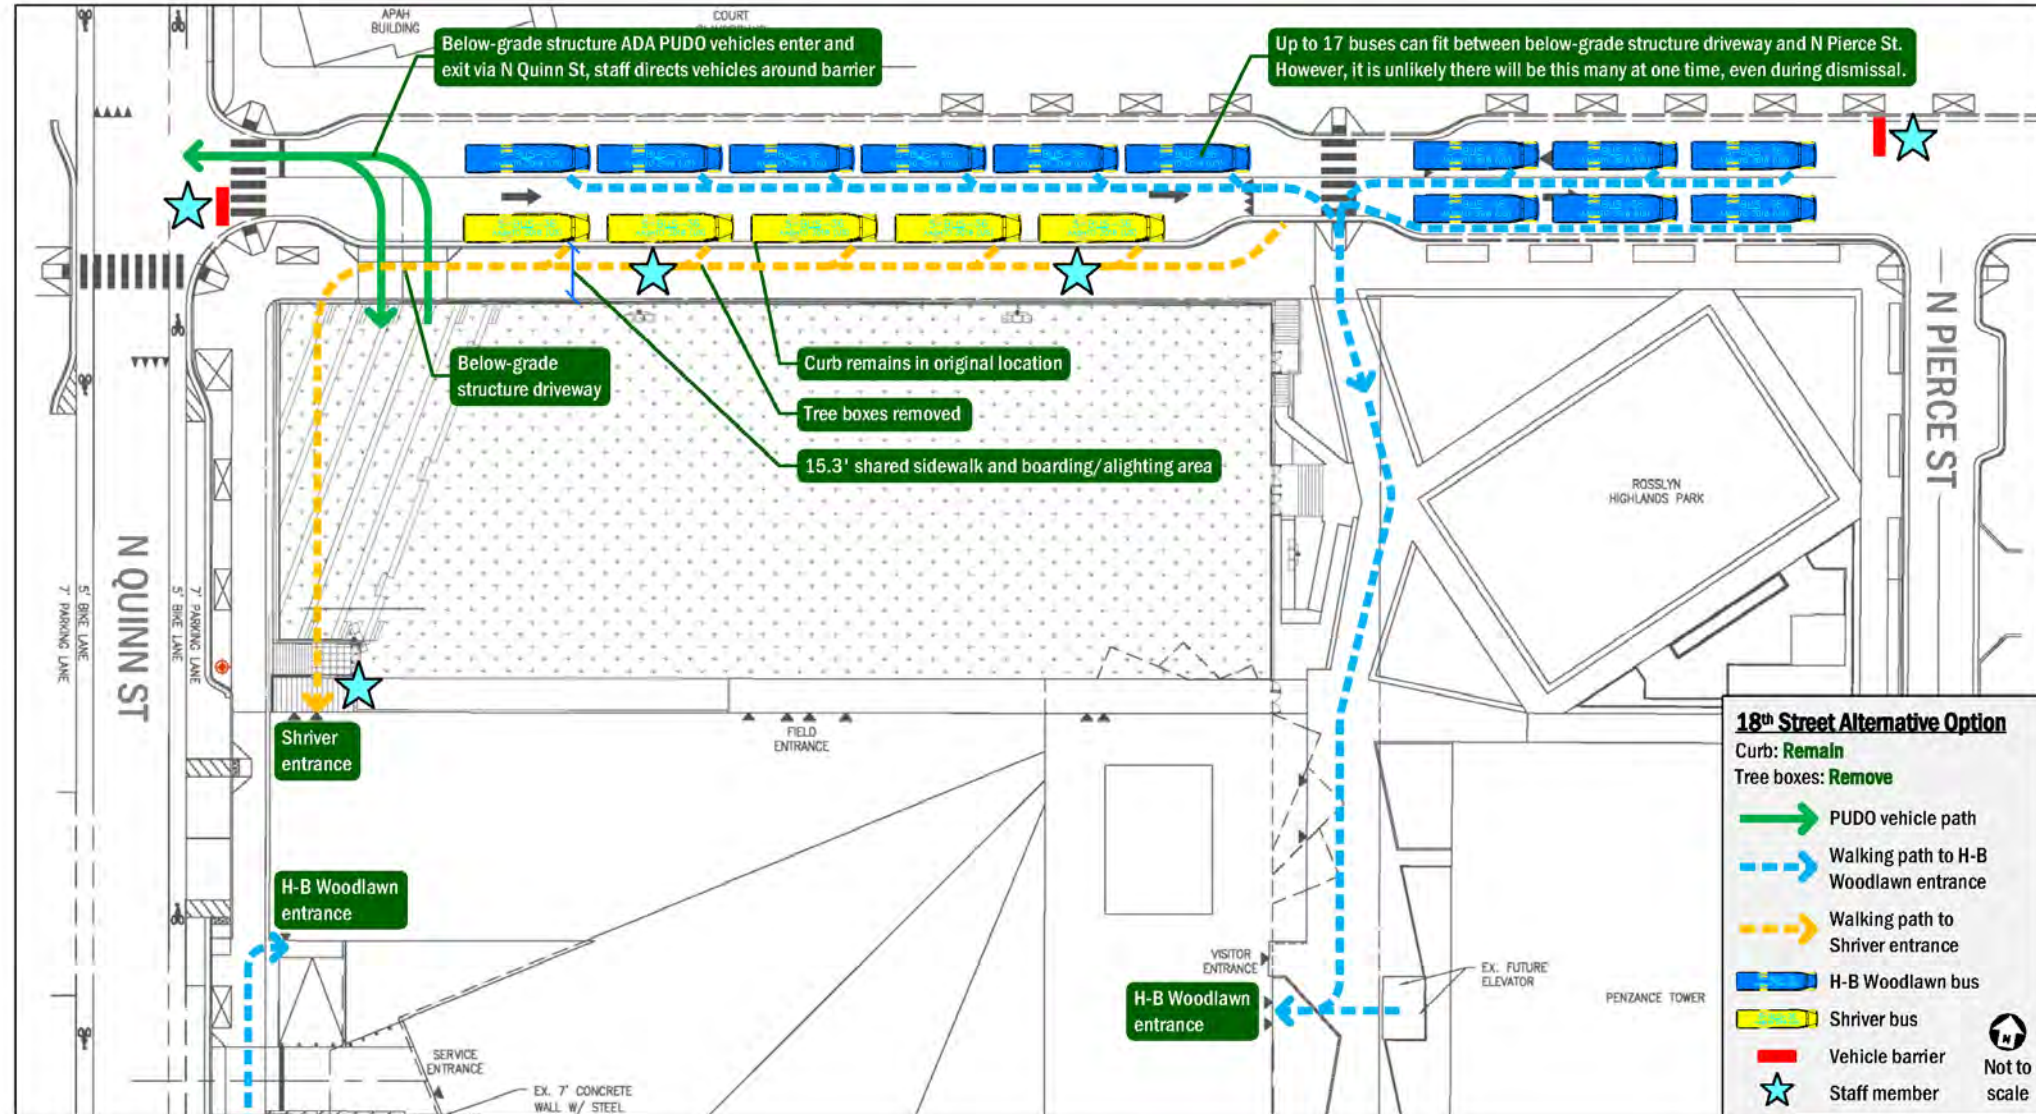 APAH
BUILDING
COURT
Below-grade structure ADA PUDO vehicles enter and
exit via N Quinn St, staff directs vehicles around barrier
Up to 17 buses can fit between below-grade structure driveway and N Pierce St.
However, it is unlikely there will be this many at one time, even during dismissal.
Below-grade
structure driveway
Curb remains in original location
Tree boxes removed
15.3' shared sidewalk and boarding/alighting area
ROSSLYN
HIGHLANDS PARK
N PIERCE ST
N QUINN ST
7' PARKING LANE
5' BIKE LANE
5' BIKE LANE
7' PARKING LANE
Shriver
entrance
FIELD
ENTRANCE
H-B Woodlawn
entrance
VISITOR
ENTRANCE
H-B Woodlawn
entrance
EX. FUTURE
ELEVATOR
PENZANCE TOWER
SERVICE
ENTRANCE
EX. 7' CONCRETE
WALL W/ STEEL
18th Street Alternative Option
Curb: Remain
Tree boxes: Remove
PUDO vehicle path
Walking path to H-B
Woodlawn entrance
Walking path to
Shriver entrance
H-B Woodlawn bus
Shriver bus
Vehicle barrier
Staff member
N
Not to
scale